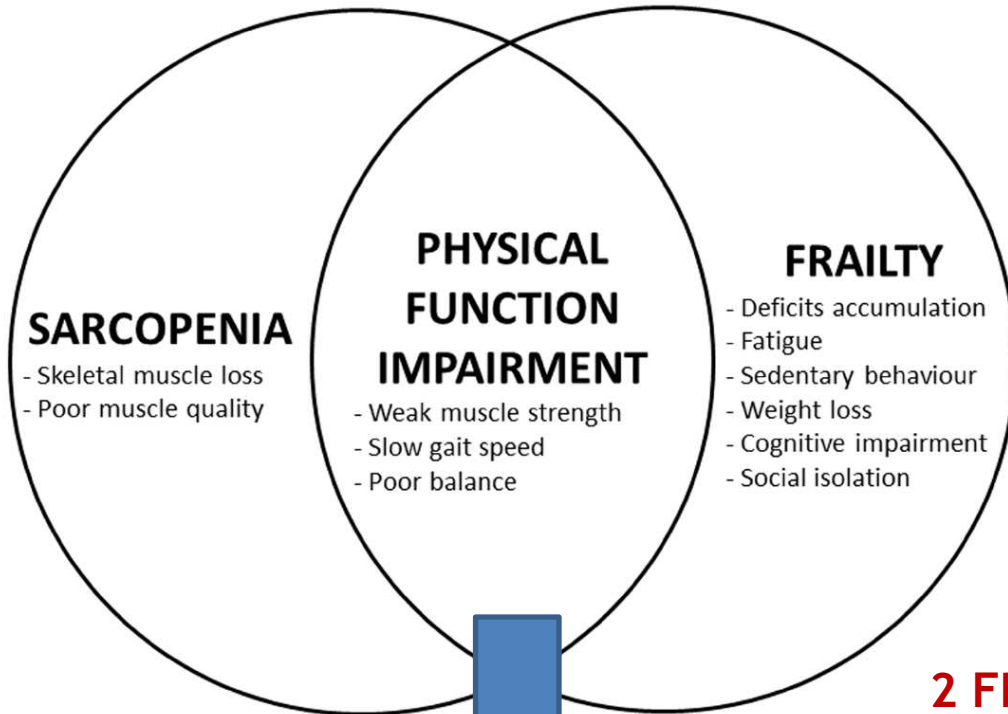 SARCOPENIA
- Skeletal muscle loss
- Poor muscle quality
PHYSICAL
FUNCTION
IMPAIRMENT
- Weak muscle strength
- Slow gait speed
- Poor balance
FRAILTY
- Deficits accumulation
- Fatigue
- Sedentary behaviour
- Weight loss
- Cognitive impairment
- Social isolation
2